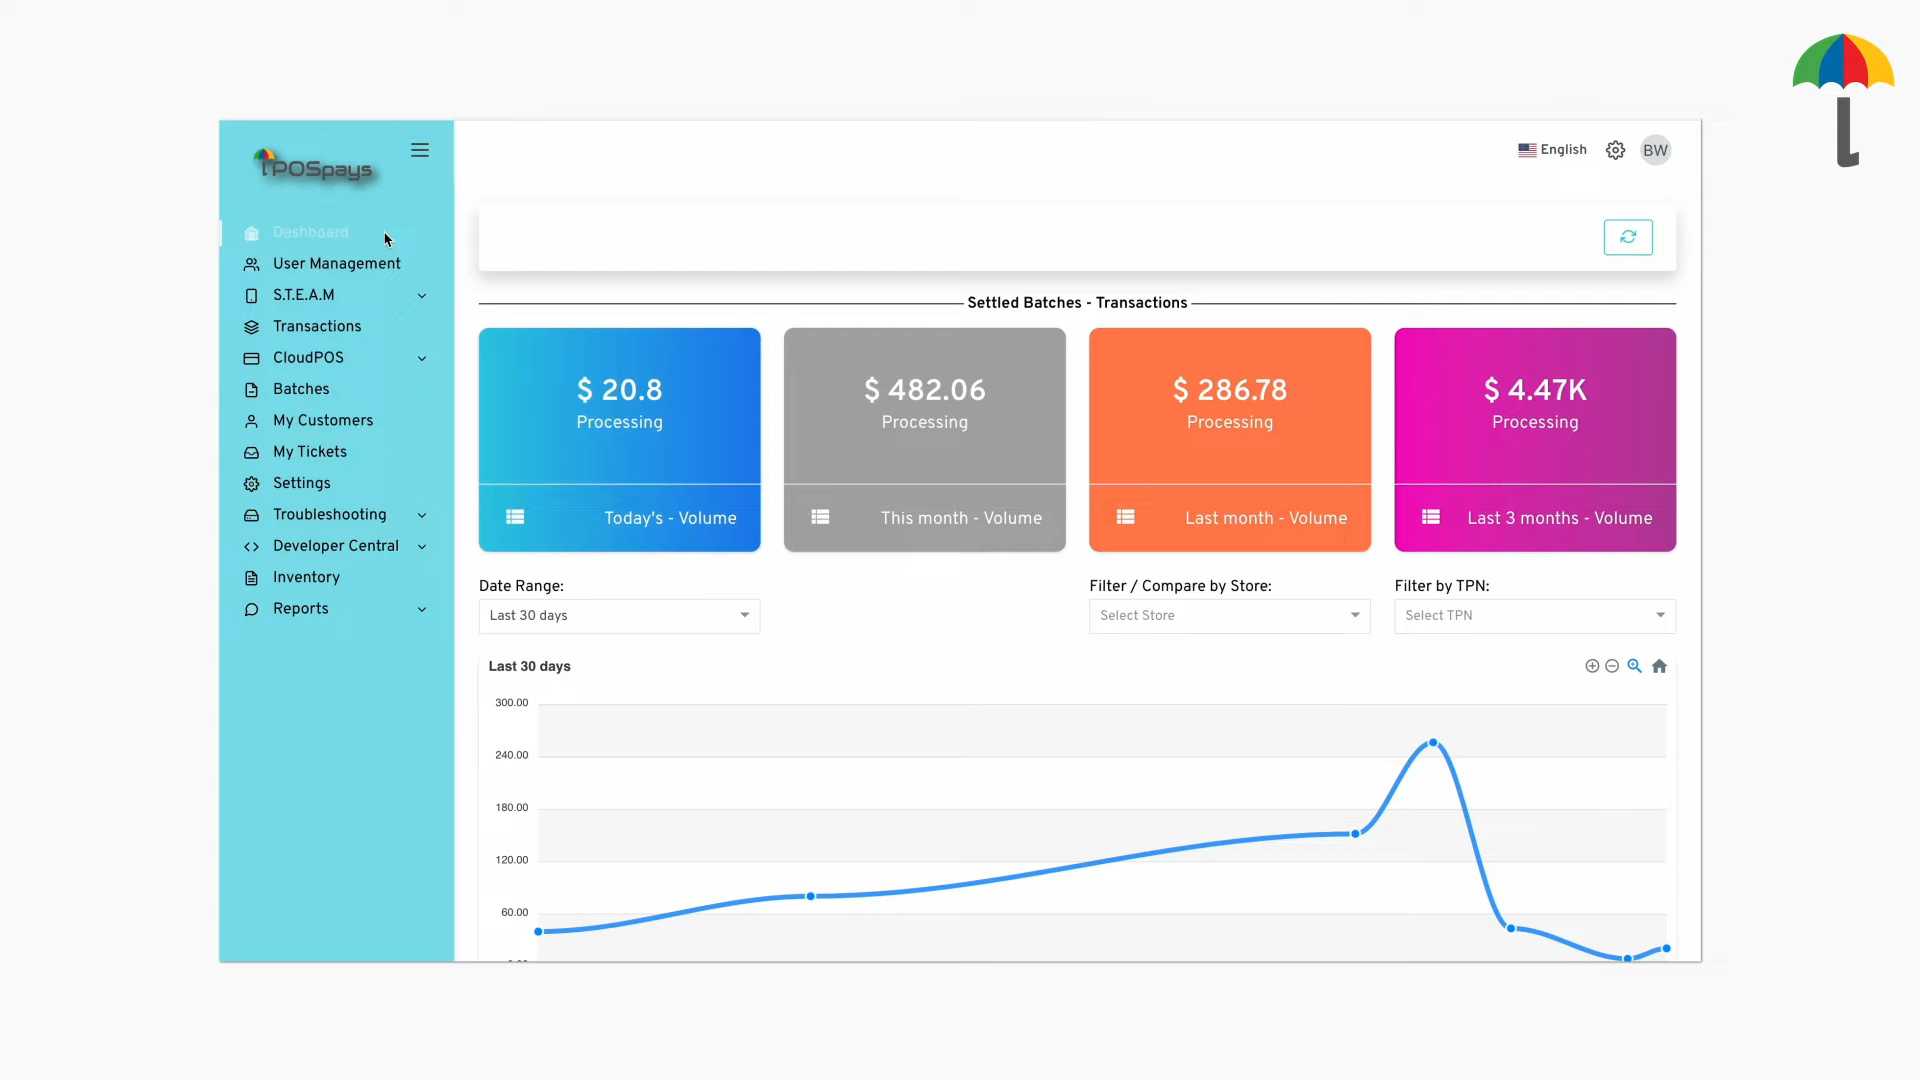 iPOSpays
English
BW
Dashboard
User Management
S.T.E.A.M
Transactions
CloudPOS
Batches
My Customers
My Tickets
Settings
Troubleshooting
Developer Central
Inventory
Reports
Settled Batches - Transactions
$ 20.8
Processing
Today's - Volume
$ 482.06
Processing
This month - Volume
$ 286.78
Processing
Last month - Volume
$ 4.47K
Processing
Last 3 months - Volume
Date Range:
Last 30 days
Filter / Compare by Store:
Select Store
Filter by TPN:
Select TPN
Last 30 days
300.00
240.00
180.00
120.00
60.00